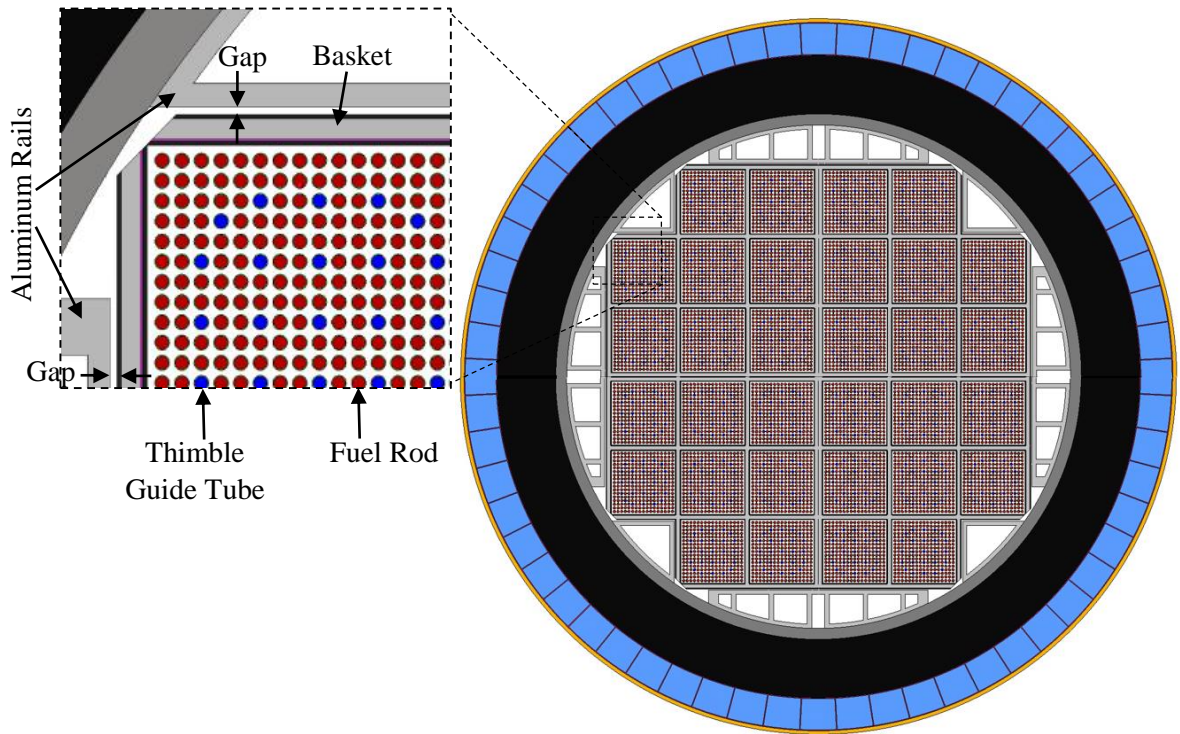 Gap
Basket
Aluminum Rails
Gap
Thimble
Guide Tube
Fuel Rod